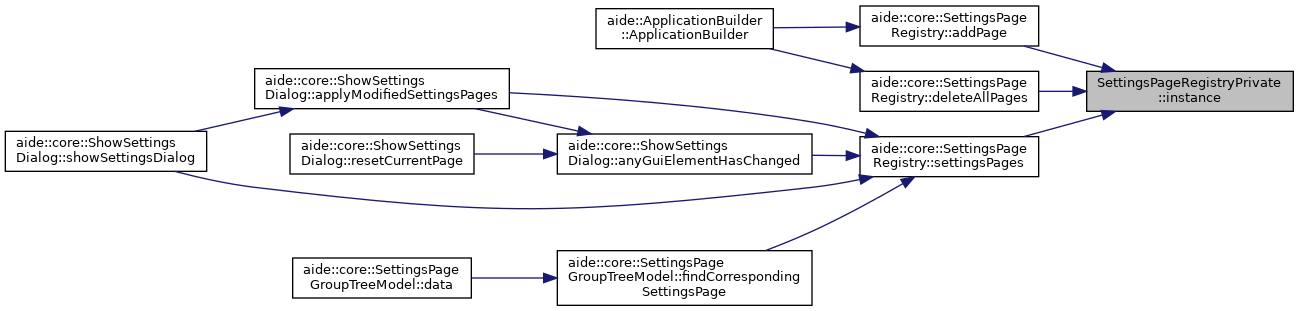 aide::ApplicationBuilder
::ApplicationBuilder
aide::core::SettingsPage
Registry::addPage
aide::core::ShowSettings
Dialog::applyModifiedSettingsPages
aide::core::SettingsPage
Registry::deleteAllPages
SettingsPageRegistryPrivate
::instance
aide::core::ShowSettings
Dialog::showSettingsDialog
aide::core::ShowSettings
Dialog::resetCurrentPage
aide::core::ShowSettings
Dialog::anyGuiElementHasChanged
aide::core::SettingsPage
Registry::settingsPages
aide::core::SettingsPage
GroupTreeModel::data
aide::core::SettingsPage
GroupTreeModel::findCorresponding
SettingsPage